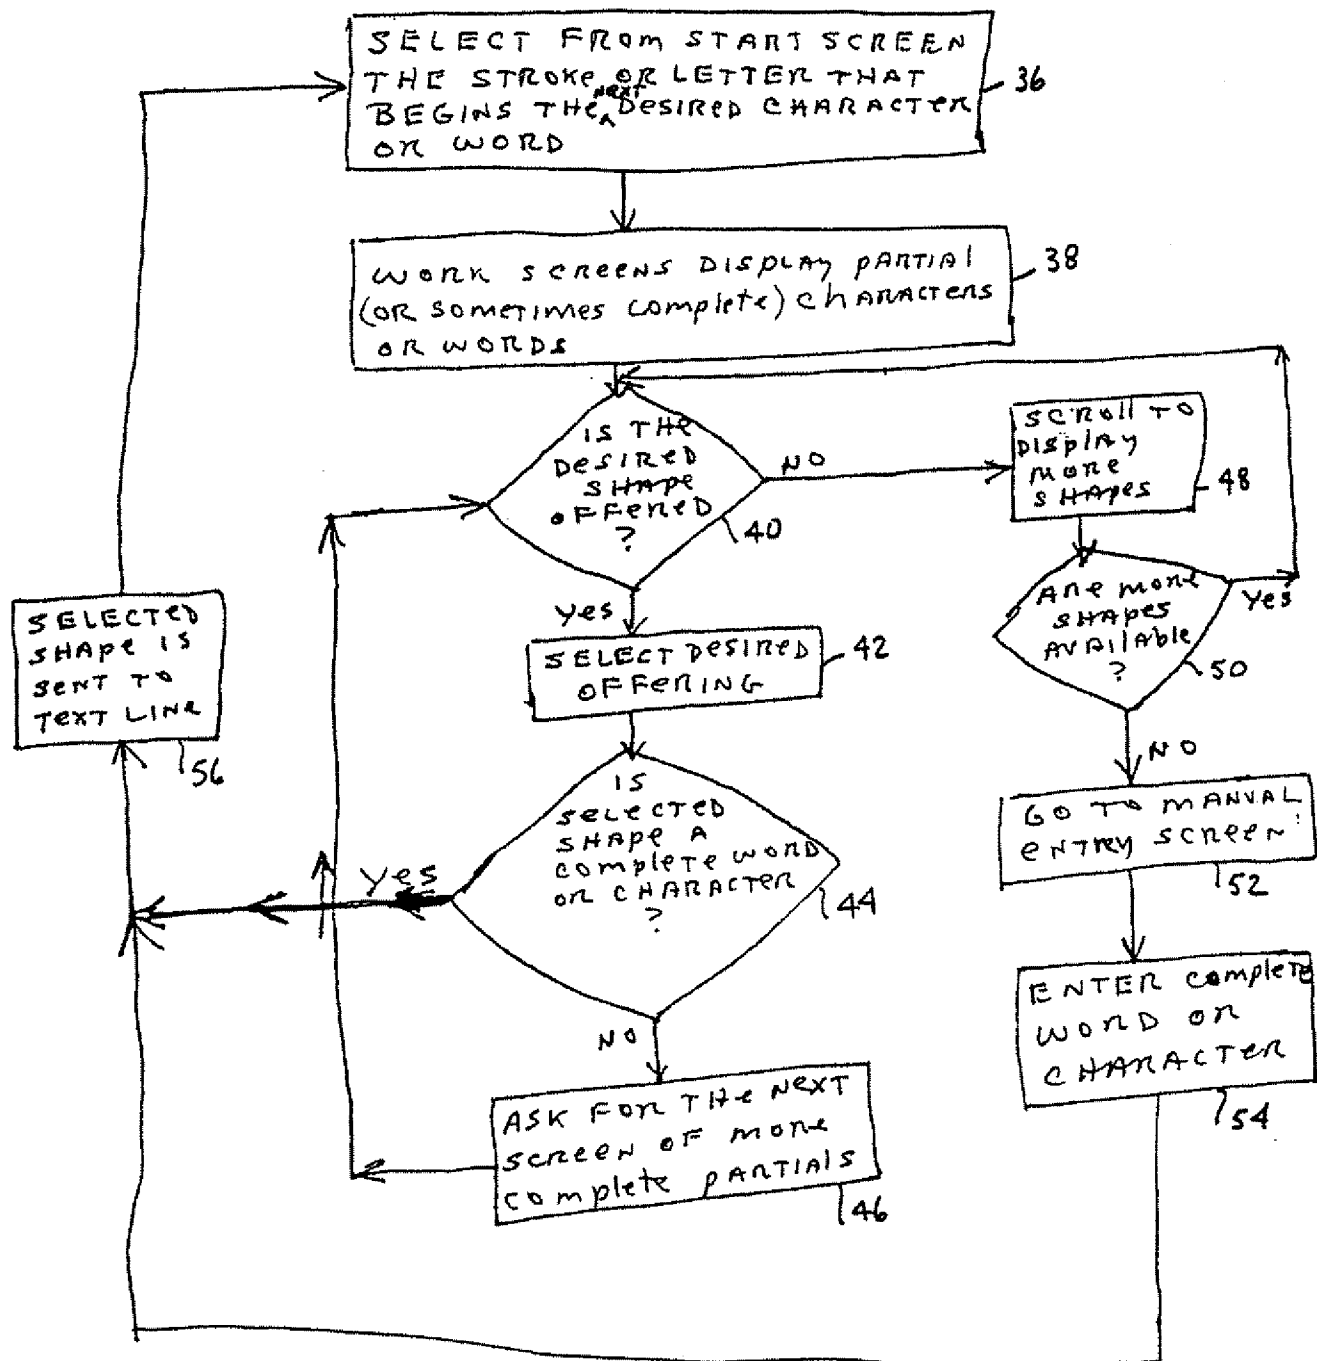 SELECT FROM START SCREEN
THE STROKE OR LETTER THAT
BEGINS THE NEXT DESIRED CHARACTER
OR WORD
36
WORK SCREENS DISPLAY PARTIAL
(OR SOMETIMES COMPLETE) CHARACTERS
OR WORDS
38
IS THE
DESIRED
SHAPE
OFFERED
?
40
NO
SCROLL TO
DISPLAY
MORE
SHAPES
48
Yes
SELECT DESIRED
OFFERING
42
ARE MORE
SHAPES
AVAILABLE
?
50
Yes
SELECTED
SHAPE IS
SENT TO
TEXT LINE
56
IS
SELECTED
SHAPE A
COMPLETE WORD
OR CHARACTER
?
44
Yes
NO
GO TO MANUAL
ENTRY SCREEN
52
NO
ASK FOR THE NEXT
SCREEN OF MORE
COMPLETE PARTIALS
46
ENTER COMPLETE
WORD OR
CHARACTER
54